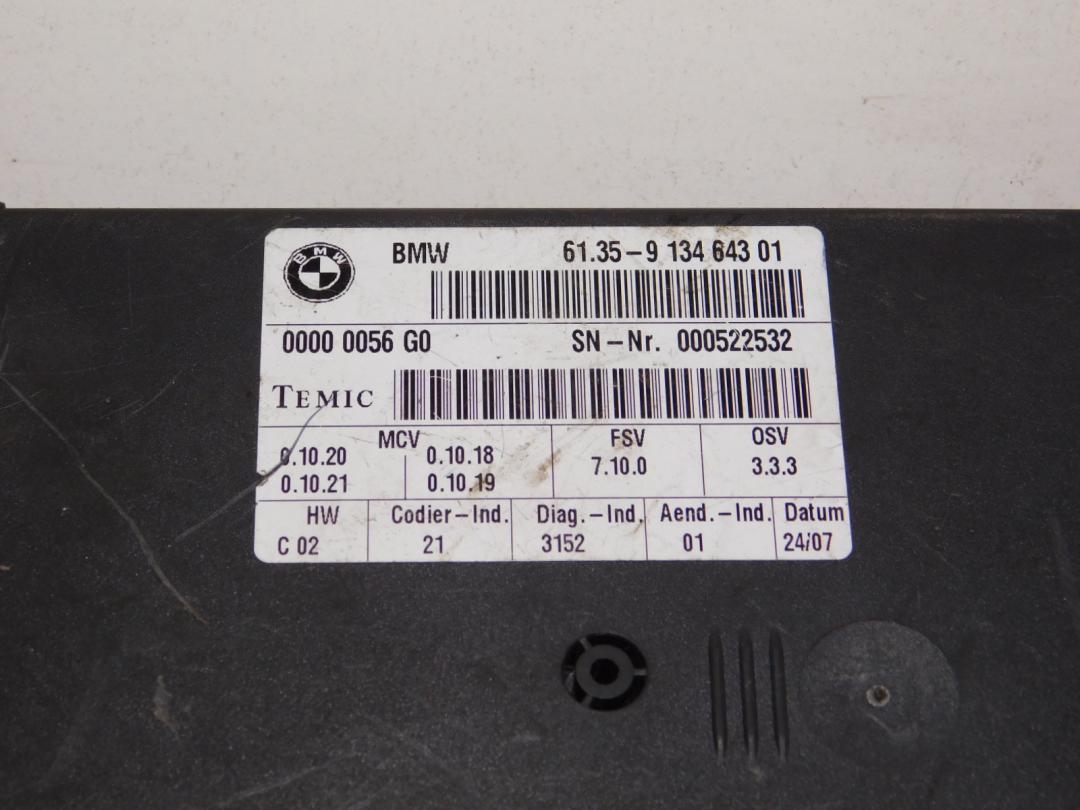 BMW BMW 61.35-9 134 643 01
0000 0056 G0 SN-Nr. 000522532
TEMIC
MCV FSV OSV
0.10.20 0.10.18 7.10.0 3.3.3
0.10.21 0.10.19
HW Codier-Ind. Diag.-Ind. Aend.-Ind. Datum
C 02 21 3152 01 24/07